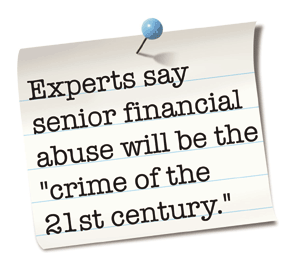 Experts say
senior financial
abuse will be the
"crime of the
21st century."